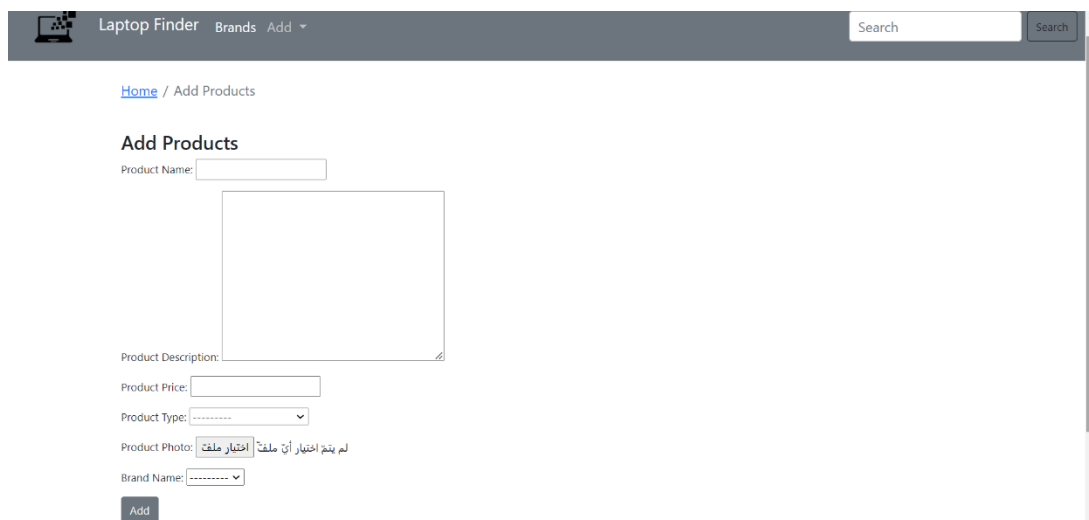 Laptop Finder Brands Add Search Search
Home / Add Products
Add Products
Product Name:
Product Description:
Product Price:
Product Type: ---------
Product Photo: اختيار ملفّ لم يتمّ اختيار أيّ ملفّ
Brand Name: ---------
Add